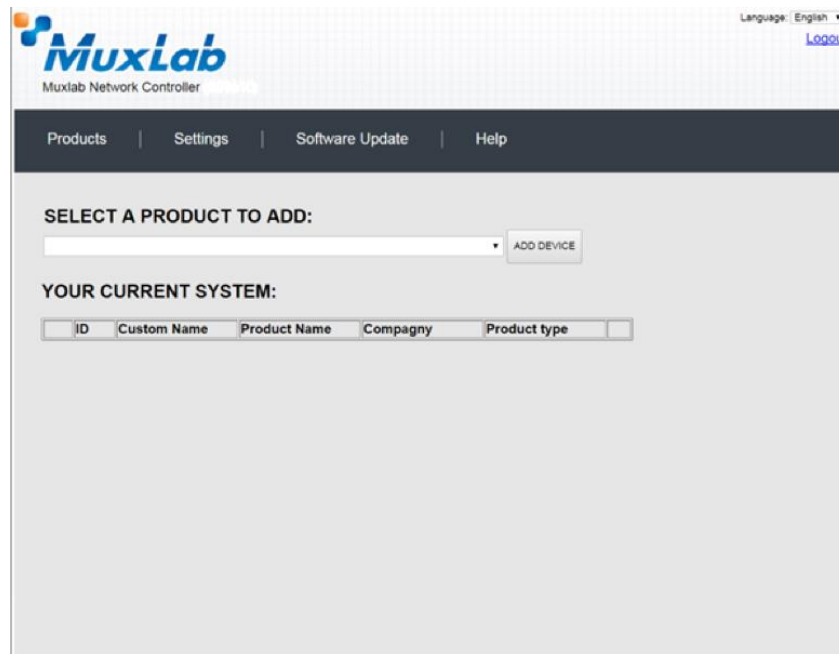 Language: English
Logou
MuxLab
Muxlab Network Controller
Products | Settings | Software Update | Help
SELECT A PRODUCT TO ADD:
ADD DEVICE
YOUR CURRENT SYSTEM:
ID Custom Name Product Name Compagny Product type